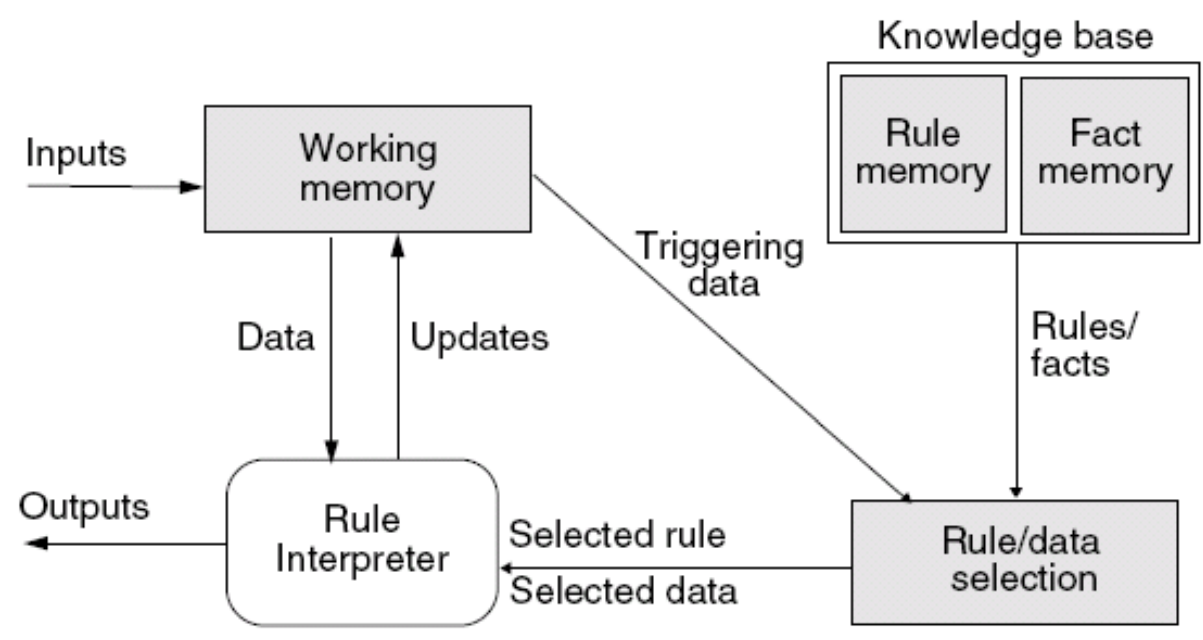 Knowledge base
Inputs
Working
memory
Rule
memory
Fact
memory
Triggering
data
Data
Updates
Rules/
facts
Outputs
Rule
Interpreter
Selected rule
Selected data
Rule/data
selection